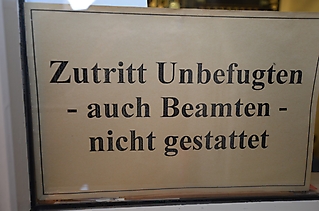 Zutritt Unbefugten
- auch Beamten -
nicht gestattet